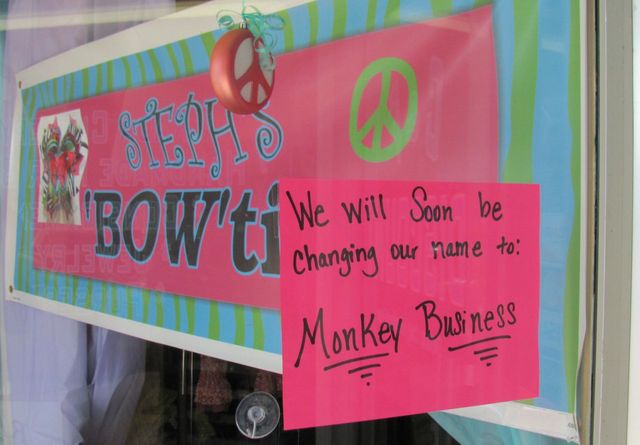 STEPH'S
'BOW'ti
We will Soon be
changing our name to:
Monkey Business